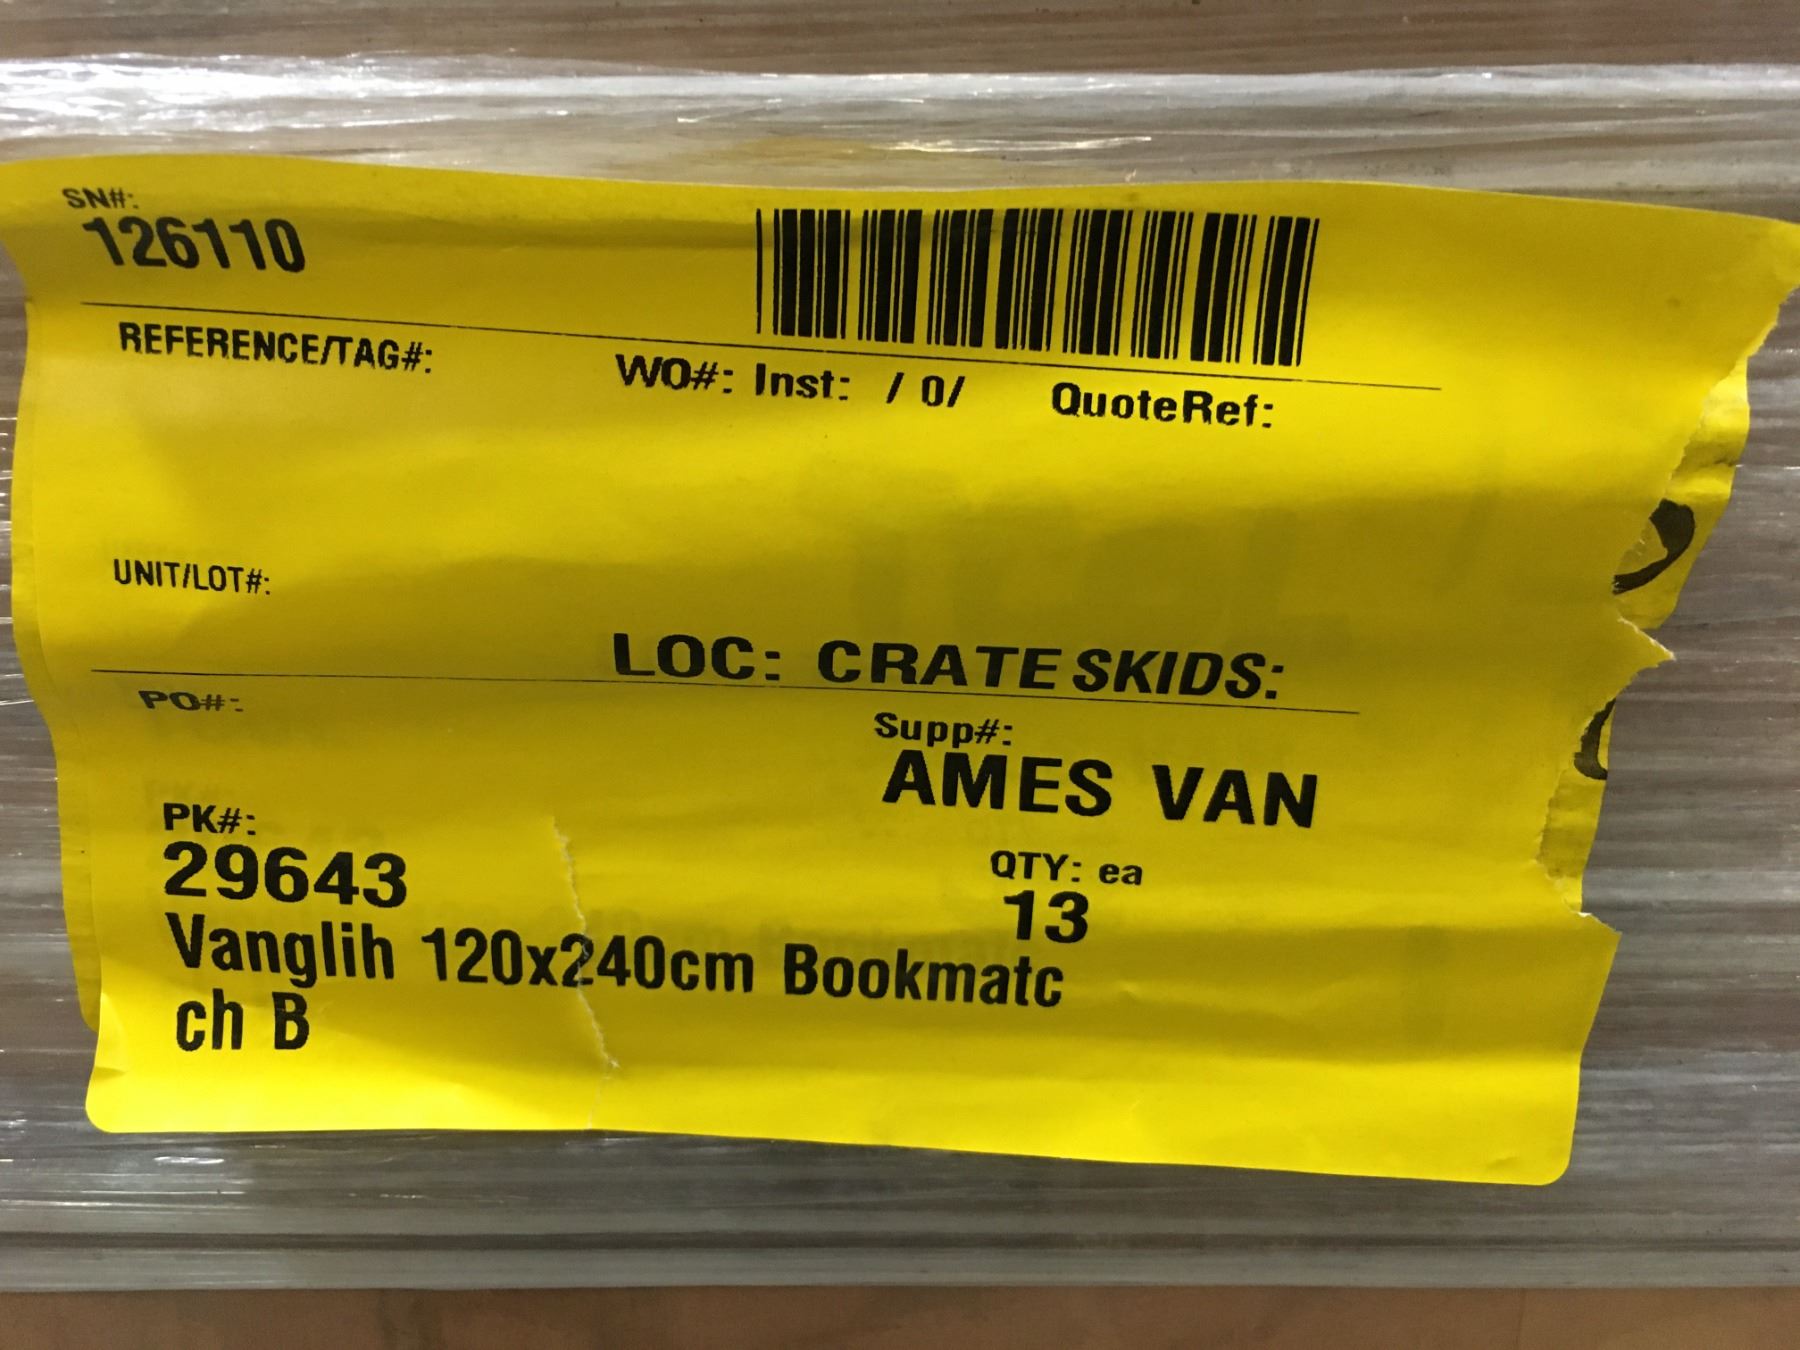 SN#:
126110
REFERENCE/TAG#:
WO#: Inst: / 0/ QuoteRef:
UNIT/LOT#:
LOC: CRATE SKIDS:
PO#:
Supp#:
AMES VAN
PK#:
29643
QTY: ea
13
Vanglih 120x240cm Bookmatc
ch B